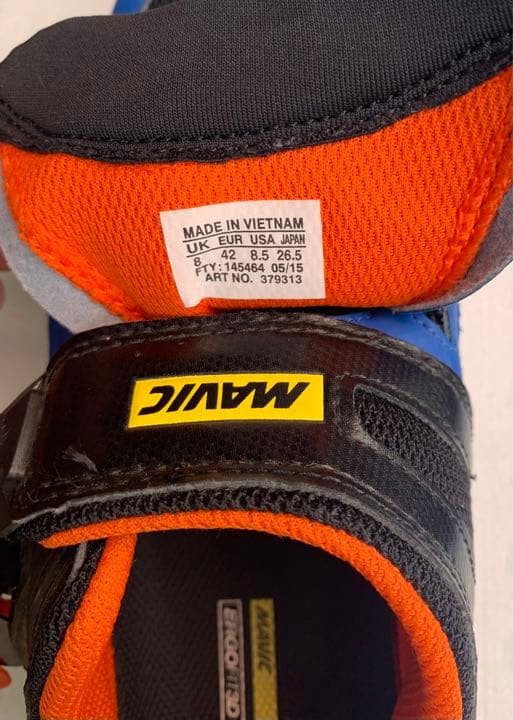 MADE IN VIETNAM
UK EUR USA JAPAN
8 42 8.5 26.5
FTY: 145464 05/15
ART NO. 379313
MAVIC
ERGOFIT3D
MAVIC